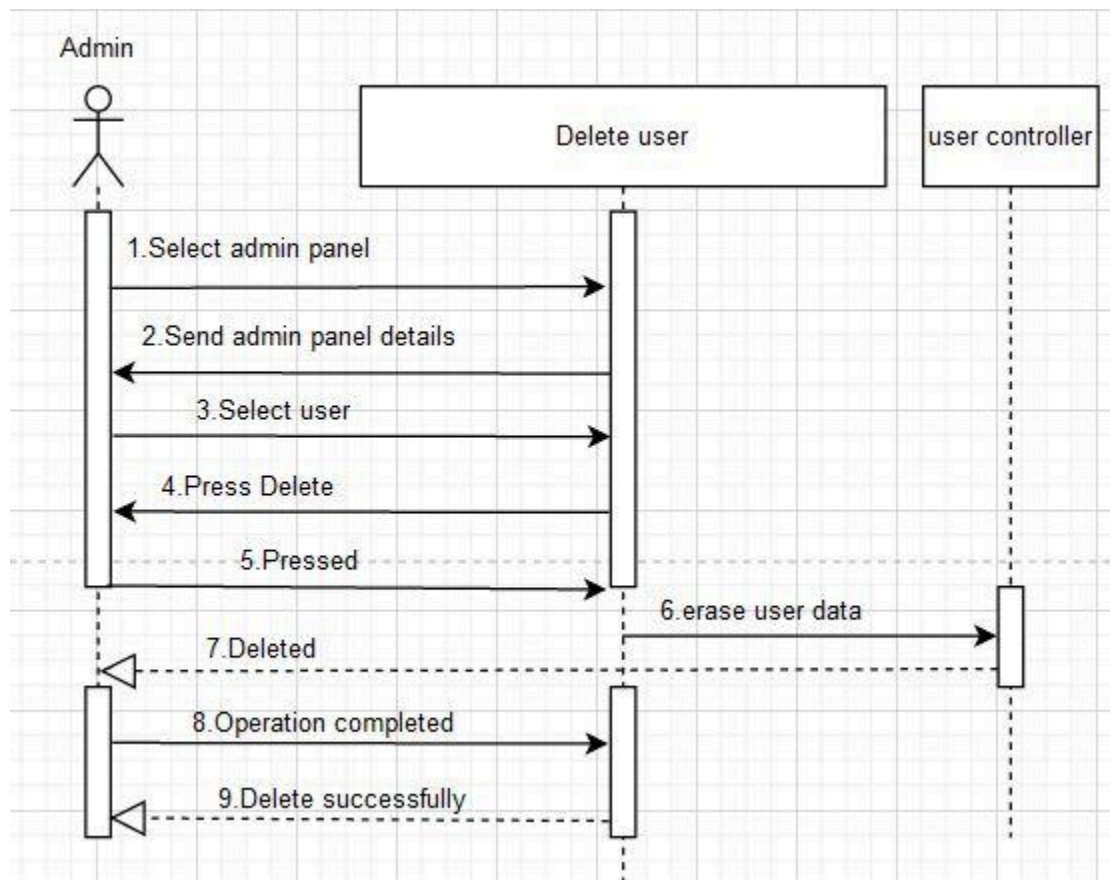 Admin
Delete user
user controller
1.Select admin panel
2.Send admin panel details
3.Select user
4.Press Delete
5.Pressed
6.erase user data
7.Deleted
8.Operation completed
9.Delete successfully